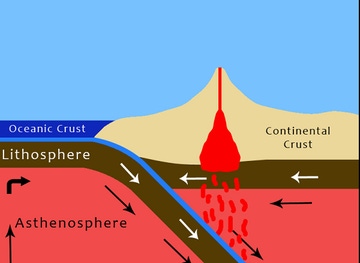 Oceanic Crust
Continental
Crust
Lithosphere
Asthenosphere